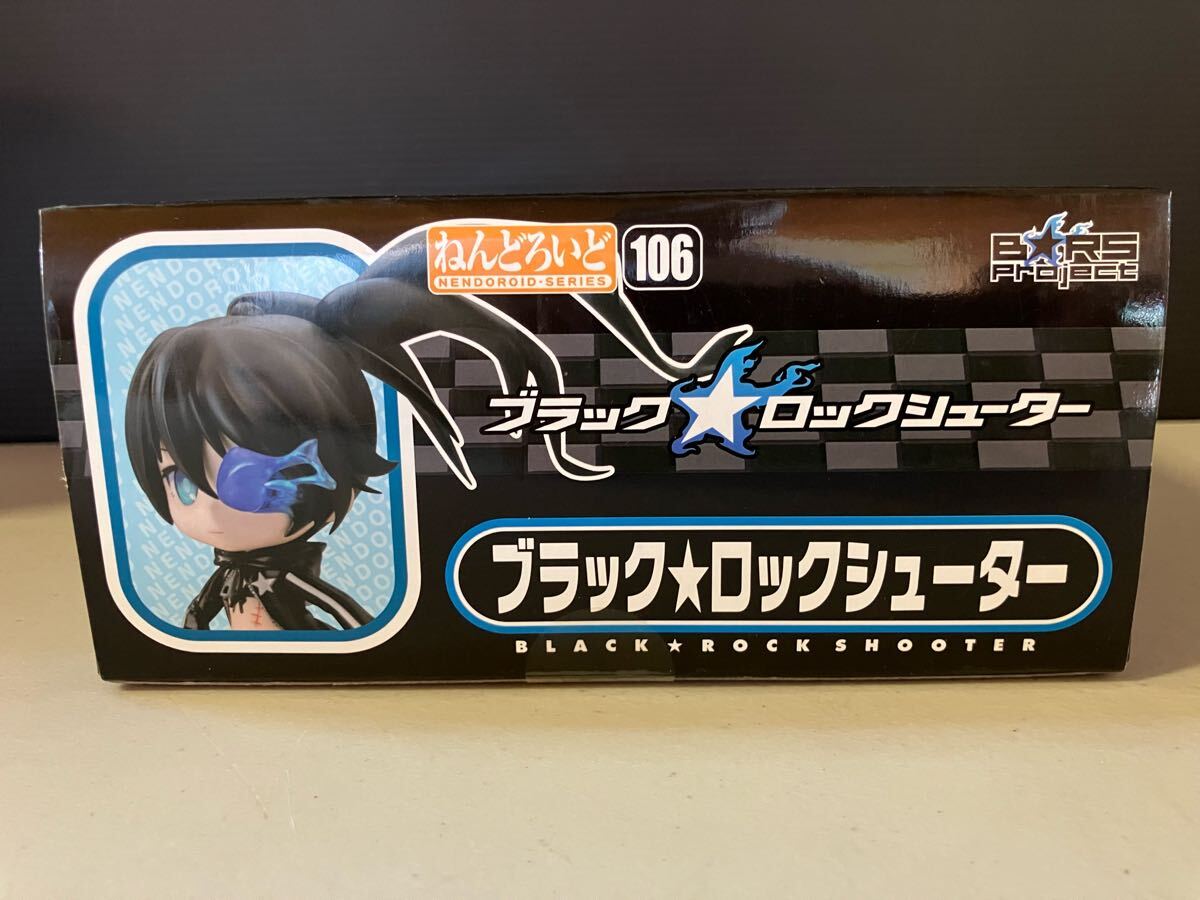 ねんどろいど
NENDOROID・SERIES
106
B★RS
Project
ブラック★ロックシューター
ブラック★ロックシューター
BLACK★ROCK SHOOTER